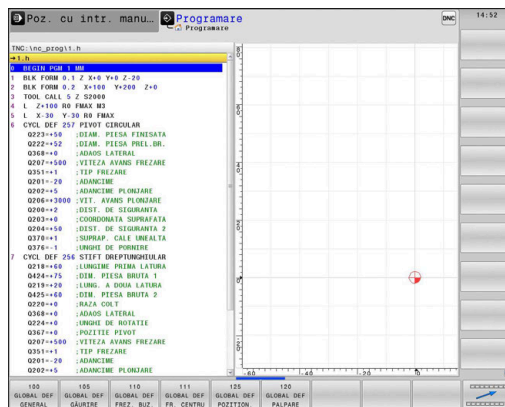 Poz. cu intr. manu… Programare DNC 14:52
Programare
TNC:\nc_prog\1.h
→1.h
0 BEGIN PGM 1 MM
1 BLK FORM 0.1 Z X+0 Y+0 Z-20
2 BLK FORM 0.2 X+100 Y+200 Z+0
3 TOOL CALL 5 Z S2000
4 L Z+100 R0 FMAX M3
5 L X-30 Y-30 R0 FMAX
6 CYCL DEF 257 PIVOT CIRCULAR
Q223=+50 ;DIAM. PIESA FINISATA
Q222=+52 ;DIAM. PIESA PREL.BR.
Q368=+0 ;ADAOS LATERAL
Q207=+500 ;VITEZA AVANS FREZARE
Q351=+1 ;TIP FREZARE
Q201=-20 ;ADANCIME
Q202=+5 ;ADANCIME PLONJARE
Q206=+3000 ;VIT. AVANS PLONJARE
Q200=+2 ;DIST. DE SIGURANTA
Q203=+0 ;COORDONATA SUPRAFATA
Q204=+50 ;DIST. DE SIGURANTA 2
Q370=+1 ;SUPRAP. CALE UNEALTA
Q376=-1 ;UNGHI DE PORNIRE
7 CYCL DEF 256 STIFT DREPTUNGHIULAR
Q218=+60 ;LUNGIME PRIMA LATURA
Q424=+75 ;DIM. PIESA BRUTA 1
Q219=+20 ;LUNG. A DOUA LATURA
Q425=+60 ;DIM. PIESA BRUTA 2
Q220=+0 ;RAZA COLT
Q368=+0 ;ADAOS LATERAL
Q224=+0 ;UNGHI DE ROTATIE
Q367=+0 ;POZITIE PIVOT
Q207=+500 ;VITEZA AVANS FREZARE
Q351=+1 ;TIP FREZARE
Q201=-20 ;ADANCIME
Q202=+5 ;ADANCIME PLONJARE
-60 -40 -20 0
100 105 110 111 125 120
GLOBAL DEF GLOBAL DEF GLOBAL DEF GLOBAL DEF GLOBAL DEF GLOBAL DEF
GENERAL GĂURIRE FREZ. BUZ. FR. CENTRU POZITION. PALPARE